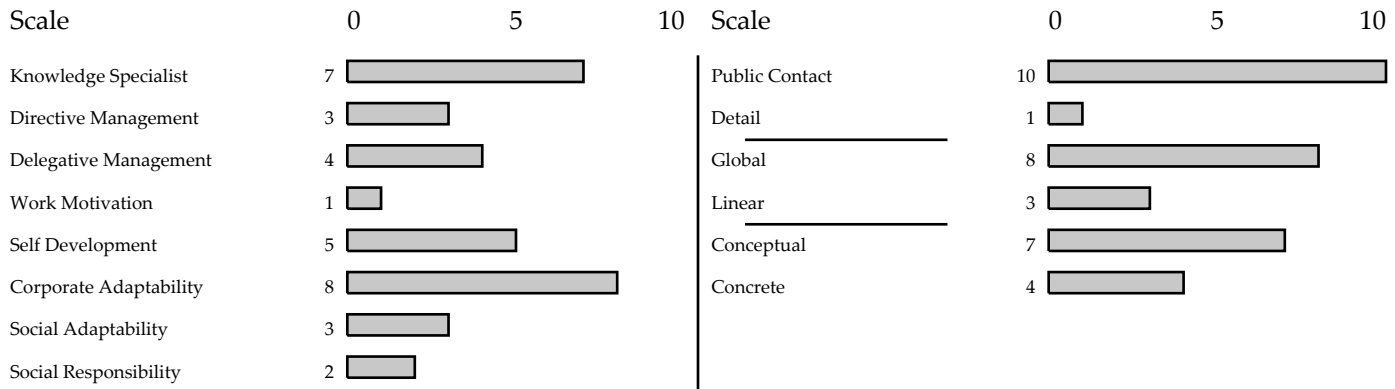 Scale 0 5 10
Knowledge Specialist 7
Directive Management 3
Delegative Management 4
Work Motivation 1
Self Development 5
Corporate Adaptability 8
Social Adaptability 3
Social Responsibility 2
Scale 0 5 10
Public Contact 10
Detail 1
Global 8
Linear 3
Conceptual 7
Concrete 4